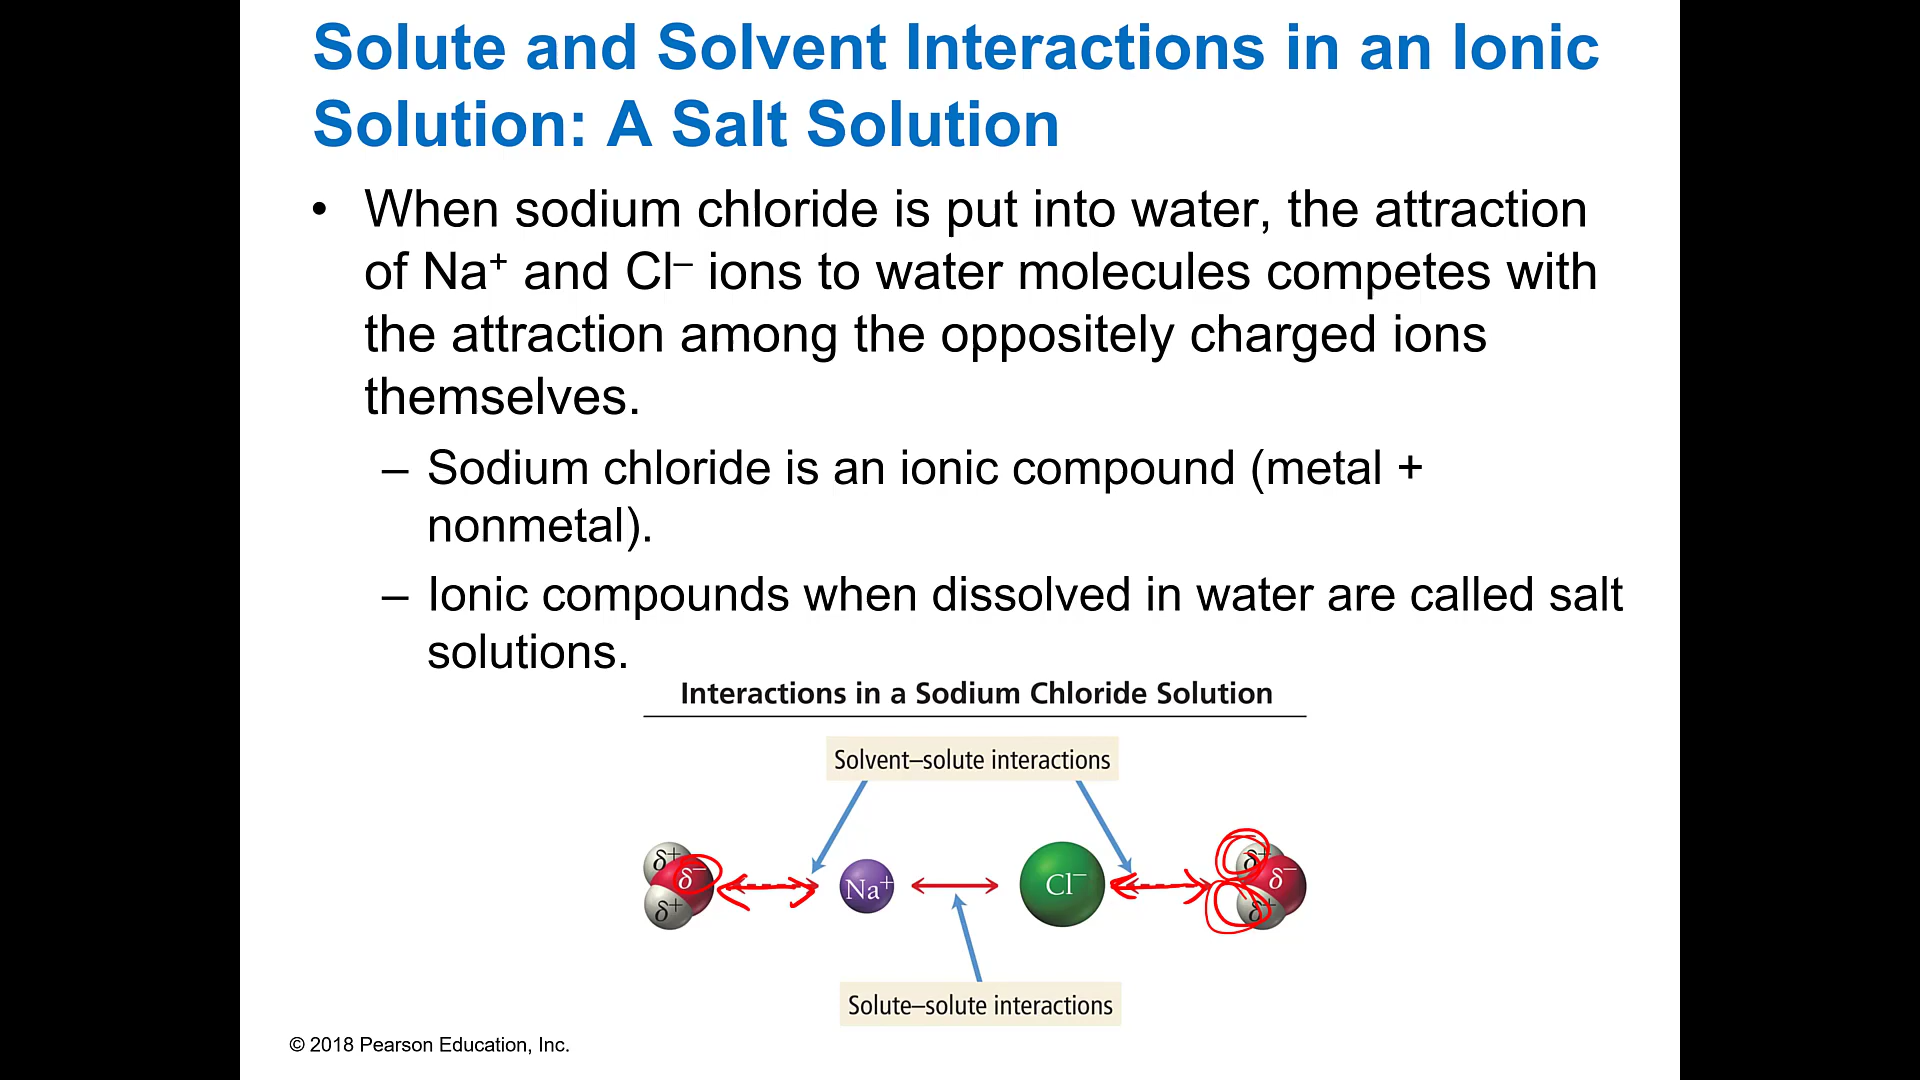 Solute and Solvent Interactions in an Ionic
Solution: A Salt Solution
• When sodium chloride is put into water, the attraction
of Na⁺ and Cl⁻ ions to water molecules competes with
the attraction among the oppositely charged ions
themselves.
– Sodium chloride is an ionic compound (metal +
nonmetal).
– Ionic compounds when dissolved in water are called salt
solutions.
Interactions in a Sodium Chloride Solution
Solvent–solute interactions
δ⁺ δ⁻ δ⁺ Na⁺ Cl⁻ δ⁺ δ⁻ δ⁺
Solute–solute interactions
© 2018 Pearson Education, Inc.